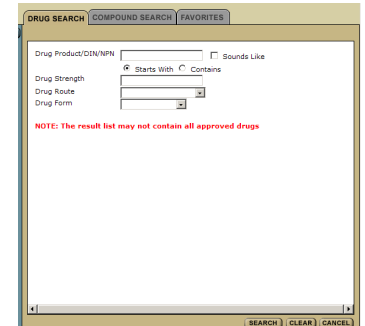 DRUG SEARCH COMPOUND SEARCH FAVORITES
Drug Product/DIN/NPN Sounds Like
Starts With Contains
Drug Strength
Drug Route
Drug Form
NOTE: The result list may not contain all approved drugs
SEARCH CLEAR CANCEL